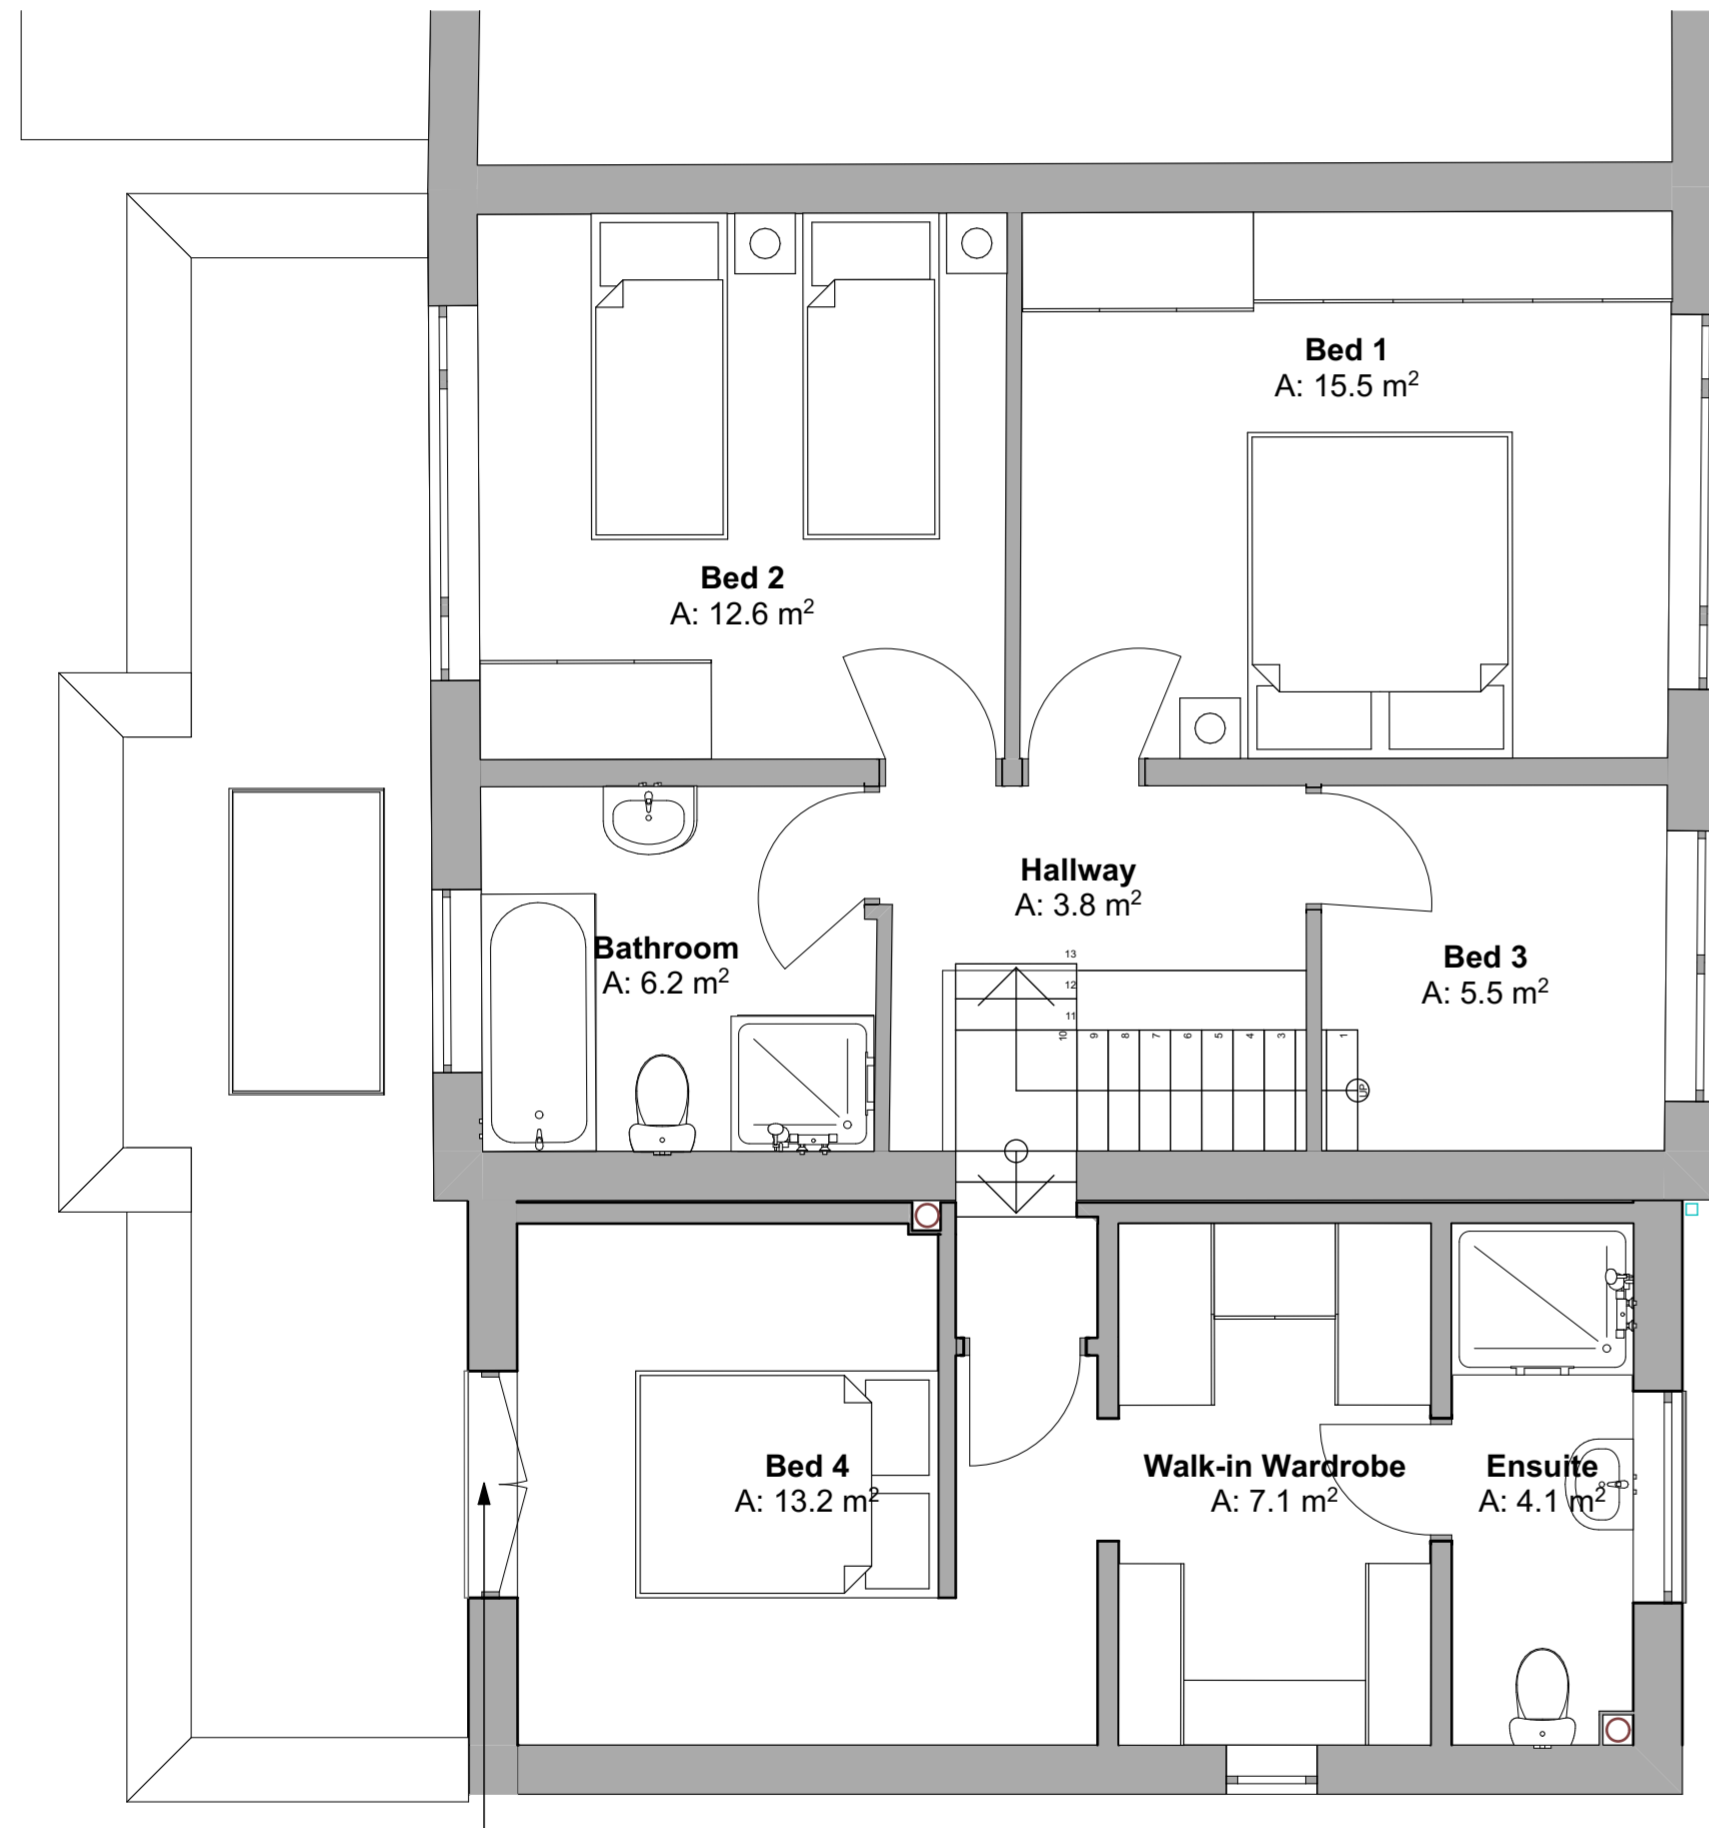 Bed 1
A: 15.5 m²
Bed 2
A: 12.6 m²
Hallway
A: 3.8 m²
Bathroom
A: 6.2 m²
Bed 3
A: 5.5 m²
13
12
11
10
9
8
7
6
5
4
3
1
UP
Bed 4
A: 13.2 m²
Walk-in Wardrobe
A: 7.1 m²
Ensuite
A: 4.1 m²